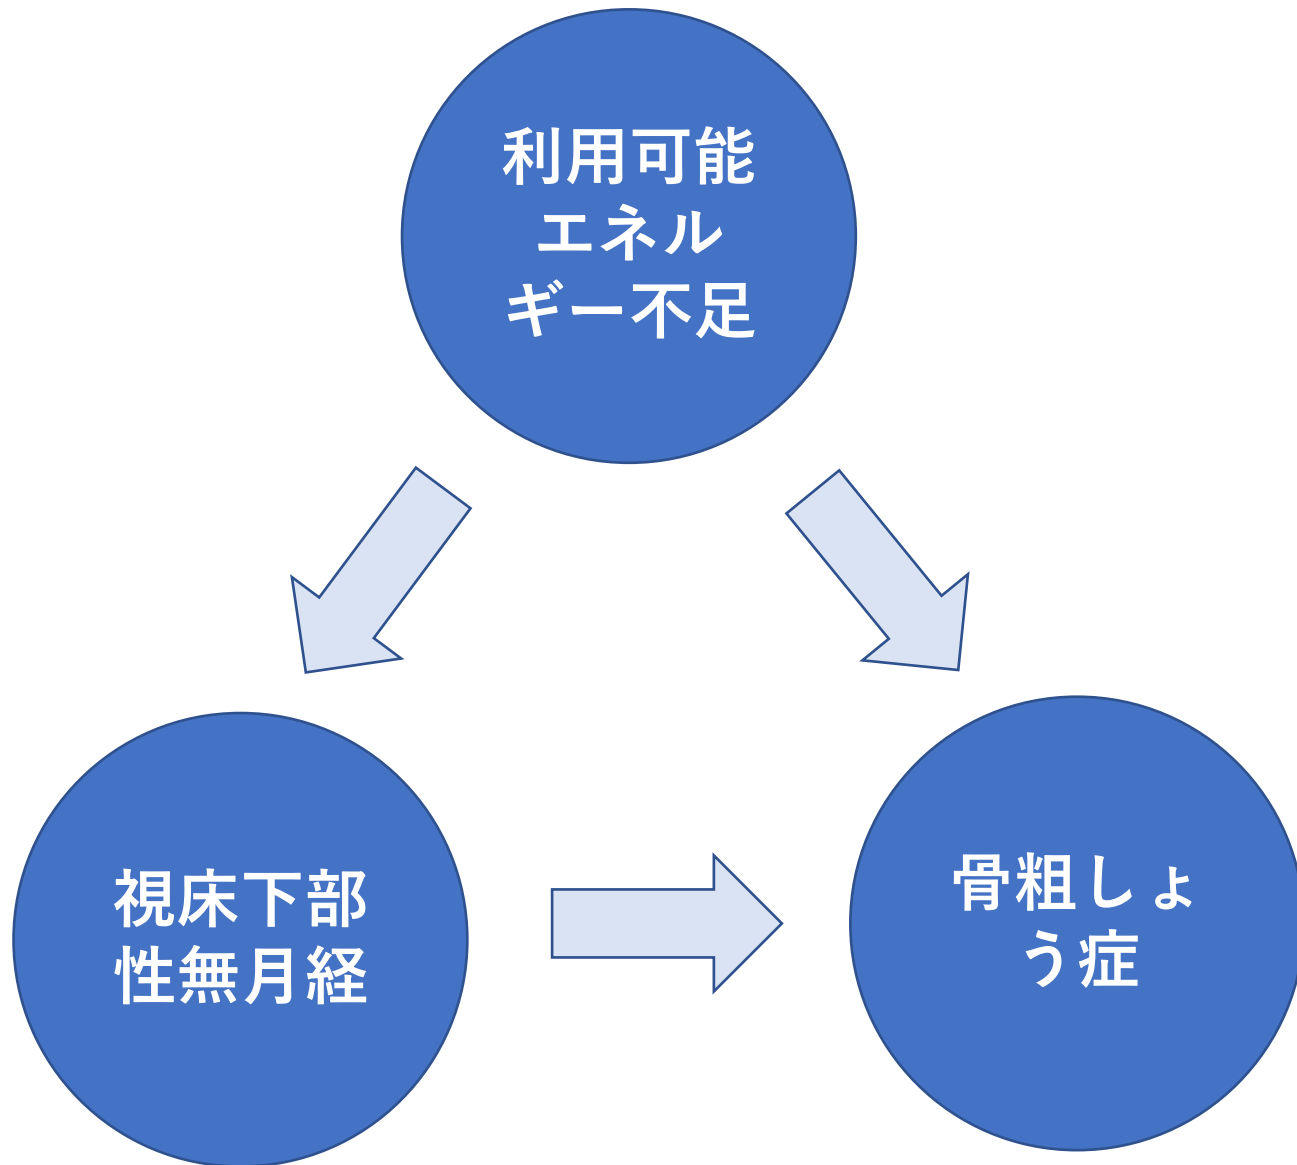 利用可能
エネル
ギー不足
視床下部
性無月経
骨粗しょ
う症